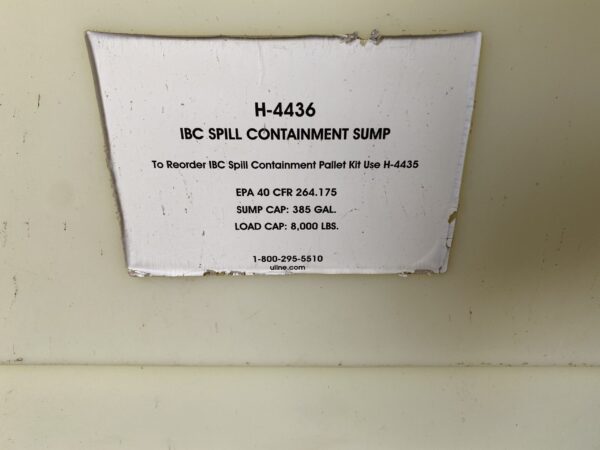 H-4436
IBC SPILL CONTAINMENT SUMP
To Reorder IBC Spill Containment Pallet Kit Use H-4435
EPA 40 CFR 264.175
SUMP CAP: 385 GAL.
LOAD CAP: 8,000 LBS.
1-800-295-5510
uline.com